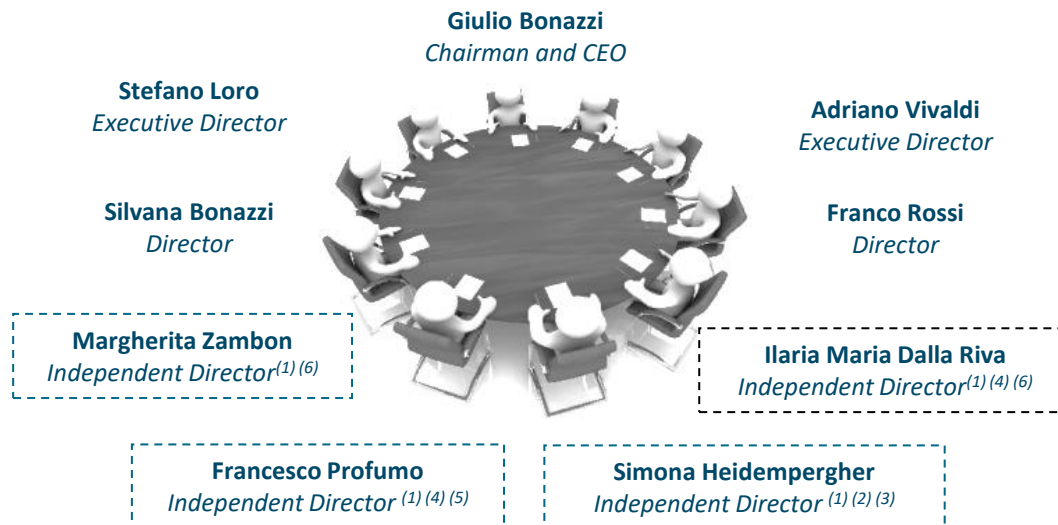 Giulio Bonazzi
Chairman and CEO
Stefano Loro
Executive Director
Adriano Vivaldi
Executive Director
Silvana Bonazzi
Director
Franco Rossi
Director
Margherita Zambon
Independent Director(1) (6)
Ilaria Maria Dalla Riva
Independent Director(1) (4) (6)
Francesco Profumo
Independent Director (1) (4) (5)
Simona Heidempergher
Independent Director (1) (2) (3)